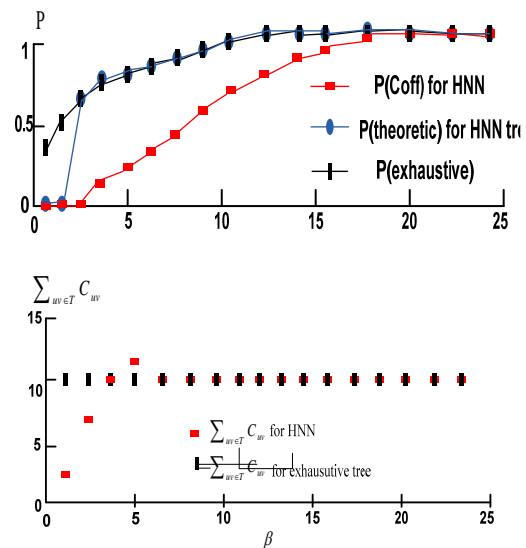 P
1
0.5
0
P(Coff) for HNN
P(theoretic) for HNN tre
P(exhaustive)
0 5 10 15 20 25
∑uv∈T Cuv
15
10
5
0
∑uv∈T Cuv for HNN
∑uv∈T Cuv for exhausutive tree
0 5 10 15 20 25
β